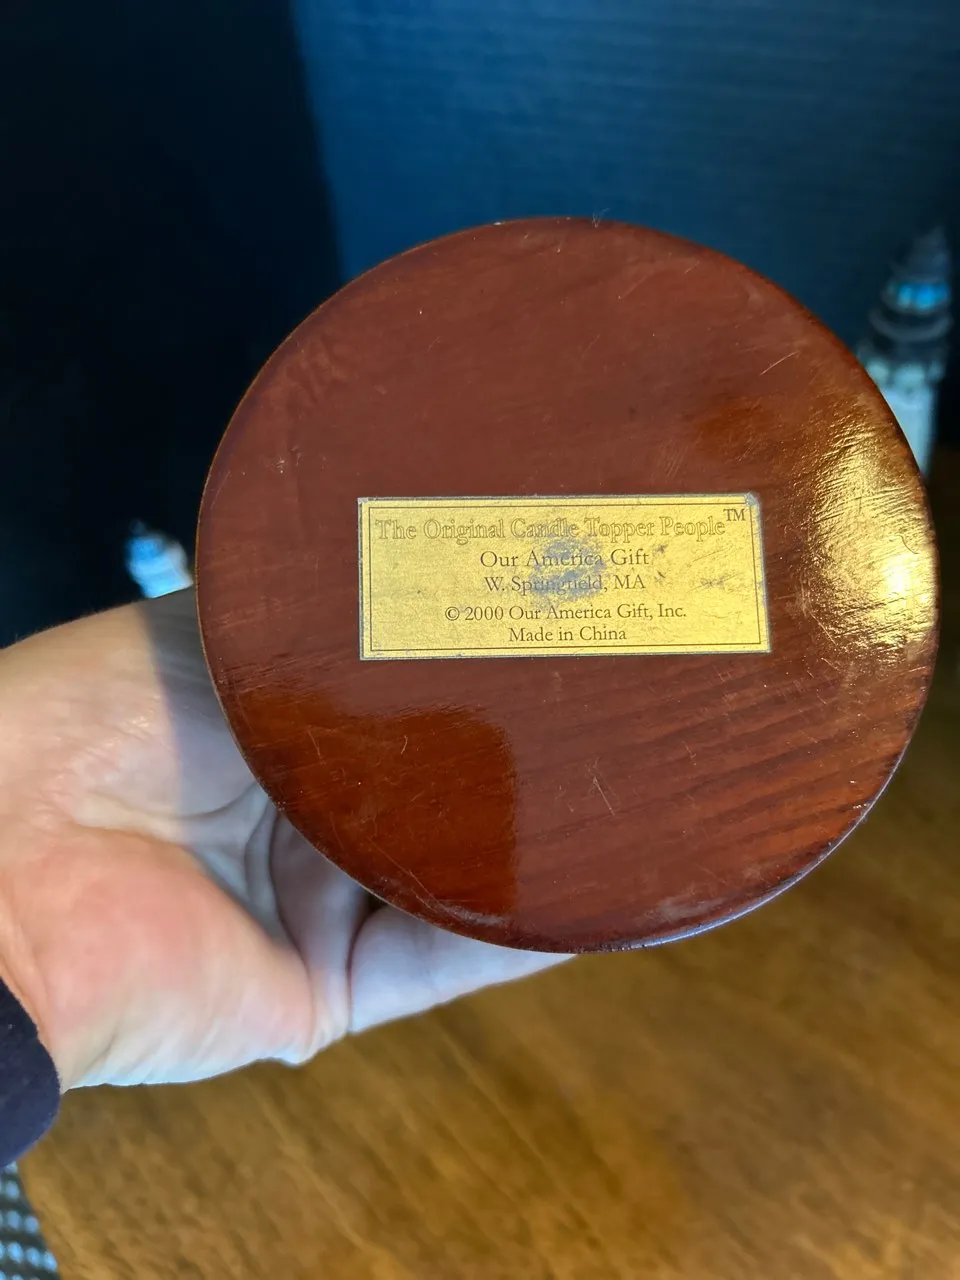 The Original Candle Topper People™
Our America Gift
W. Springfield, MA
© 2000 Our America Gift, Inc.
Made in China